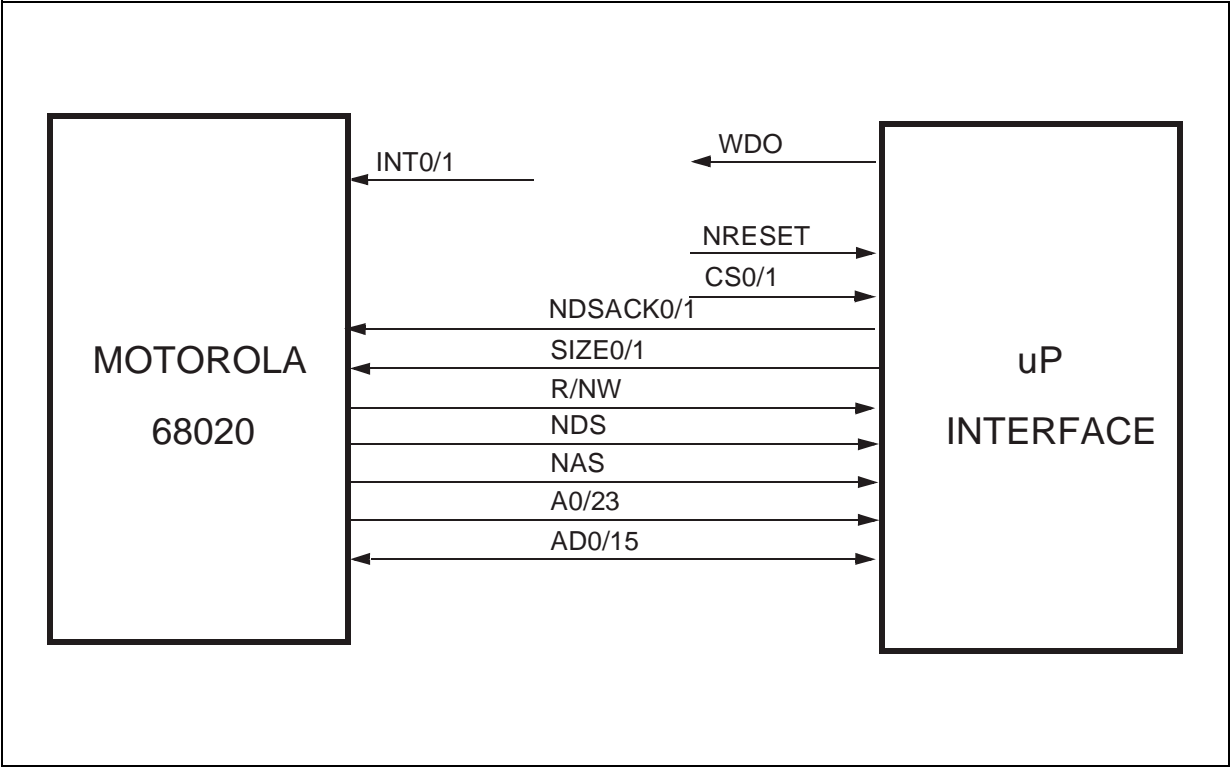 INT0/1
WDO
NRESET
CS0/1
NDSACK0/1
SIZE0/1
R/NW
NDS
NAS
A0/23
AD0/15
MOTOROLA
68020
uP
INTERFACE